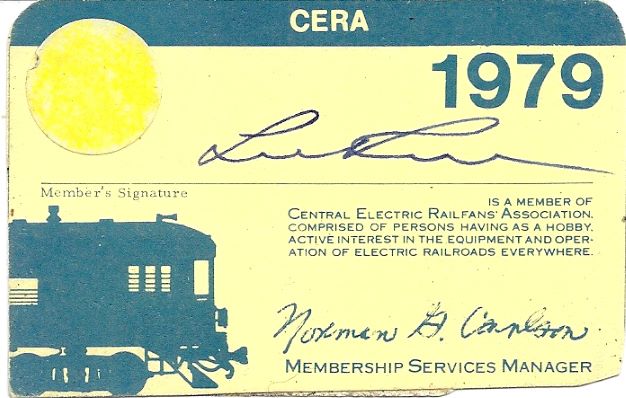 CERA
1979
Member's Signature
IS A MEMBER OF
CENTRAL ELECTRIC RAILFANS' ASSOCIATION,
COMPRISED OF PERSONS HAVING AS A HOBBY,
ACTIVE INTEREST IN THE EQUIPMENT AND OPER-
ATION OF ELECTRIC RAILROADS EVERYWHERE.
Norman G. Carlson
MEMBERSHIP SERVICES MANAGER